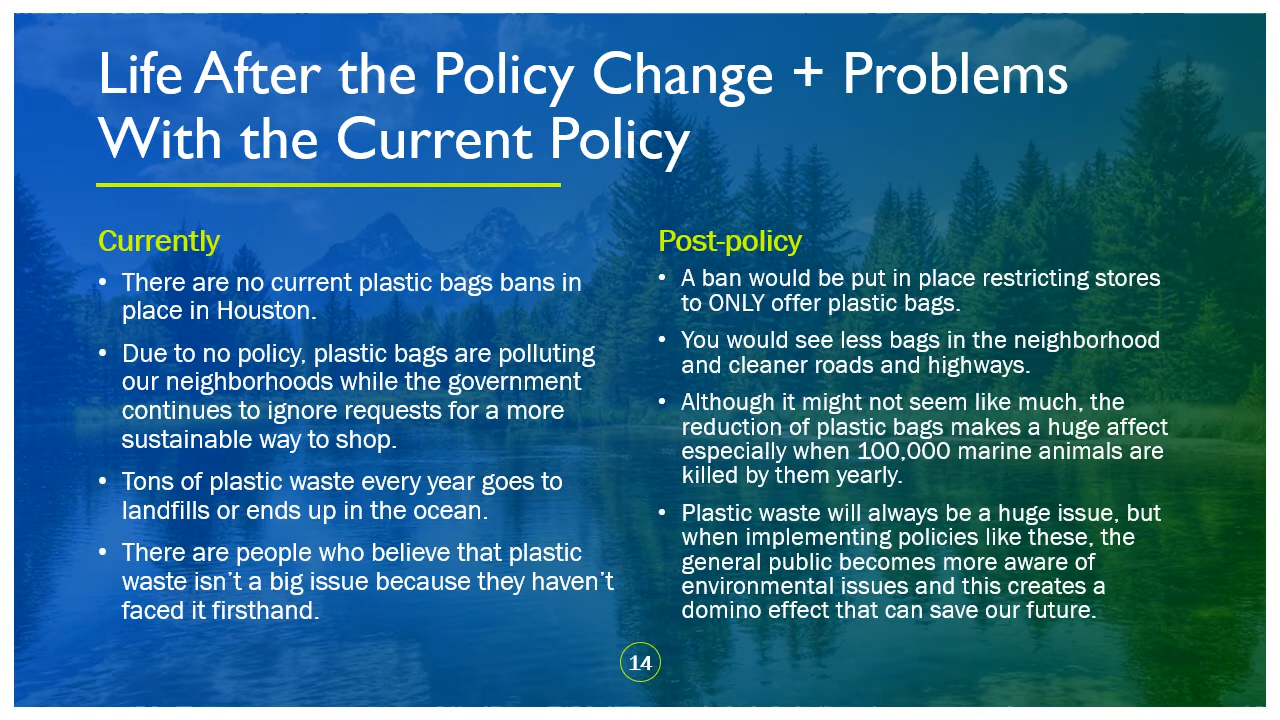 Life After the Policy Change + Problems
With the Current Policy
Currently
• There are no current plastic bags bans in
place in Houston.
• Due to no policy, plastic bags are polluting
our neighborhoods while the government
continues to ignore requests for a more
sustainable way to shop.
• Tons of plastic waste every year goes to
landfills or ends up in the ocean.
• There are people who believe that plastic
waste isn’t a big issue because they haven’t
faced it firsthand.
Post-policy
• A ban would be put in place restricting stores
to ONLY offer plastic bags.
• You would see less bags in the neighborhood
and cleaner roads and highways.
• Although it might not seem like much, the
reduction of plastic bags makes a huge affect
especially when 100,000 marine animals are
killed by them yearly.
• Plastic waste will always be a huge issue, but
when implementing policies like these, the
general public becomes more aware of
environmental issues and this creates a
domino effect that can save our future.
14